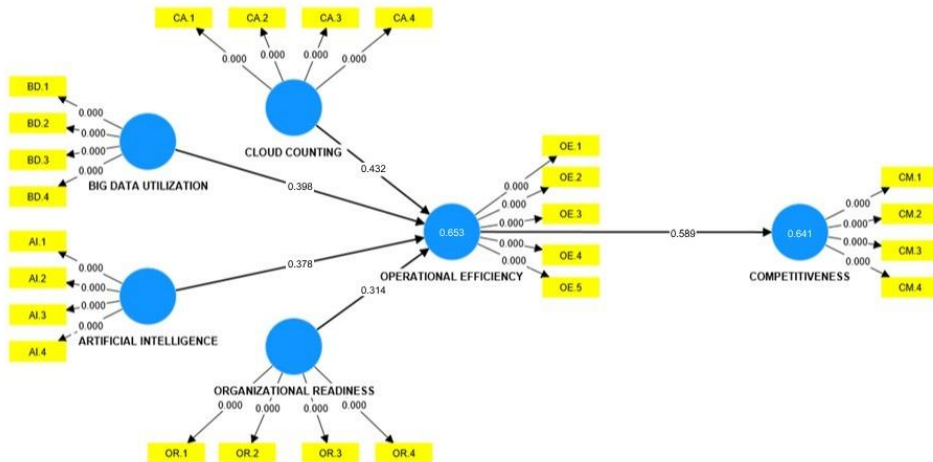 CA.1 CA.2 CA.3 CA.4
0.000 0.000 0.000 0.000
CLOUD COUNTING
BD.1
BD.2
BD.3
BD.4
0.000
0.000
0.000
0.000
BIG DATA UTILIZATION
AI.1
AI.2
AI.3
AI.4
0.000
0.000
0.000
0.000
ARTIFICIAL INTELLIGENCE
ORGANIZATIONAL READINESS
0.000 0.000 0.000 0.000
OR.1 OR.2 OR.3 OR.4
0.432
0.398
0.378
0.314
0.653
OPERATIONAL EFFICIENCY
0.000
0.000
0.000
0.000
0.000
OE.1
OE.2
OE.3
OE.4
OE.5
0.589
0.641
COMPETITIVENESS
0.000
0.000
0.000
0.000
CM.1
CM.2
CM.3
CM.4